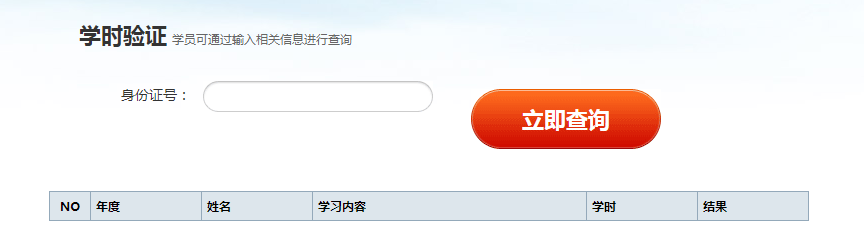 学时验证 学员可通过输入相关信息进行查询
身份证号：
立即查询
NO 年度 姓名 学习内容 学时 结果